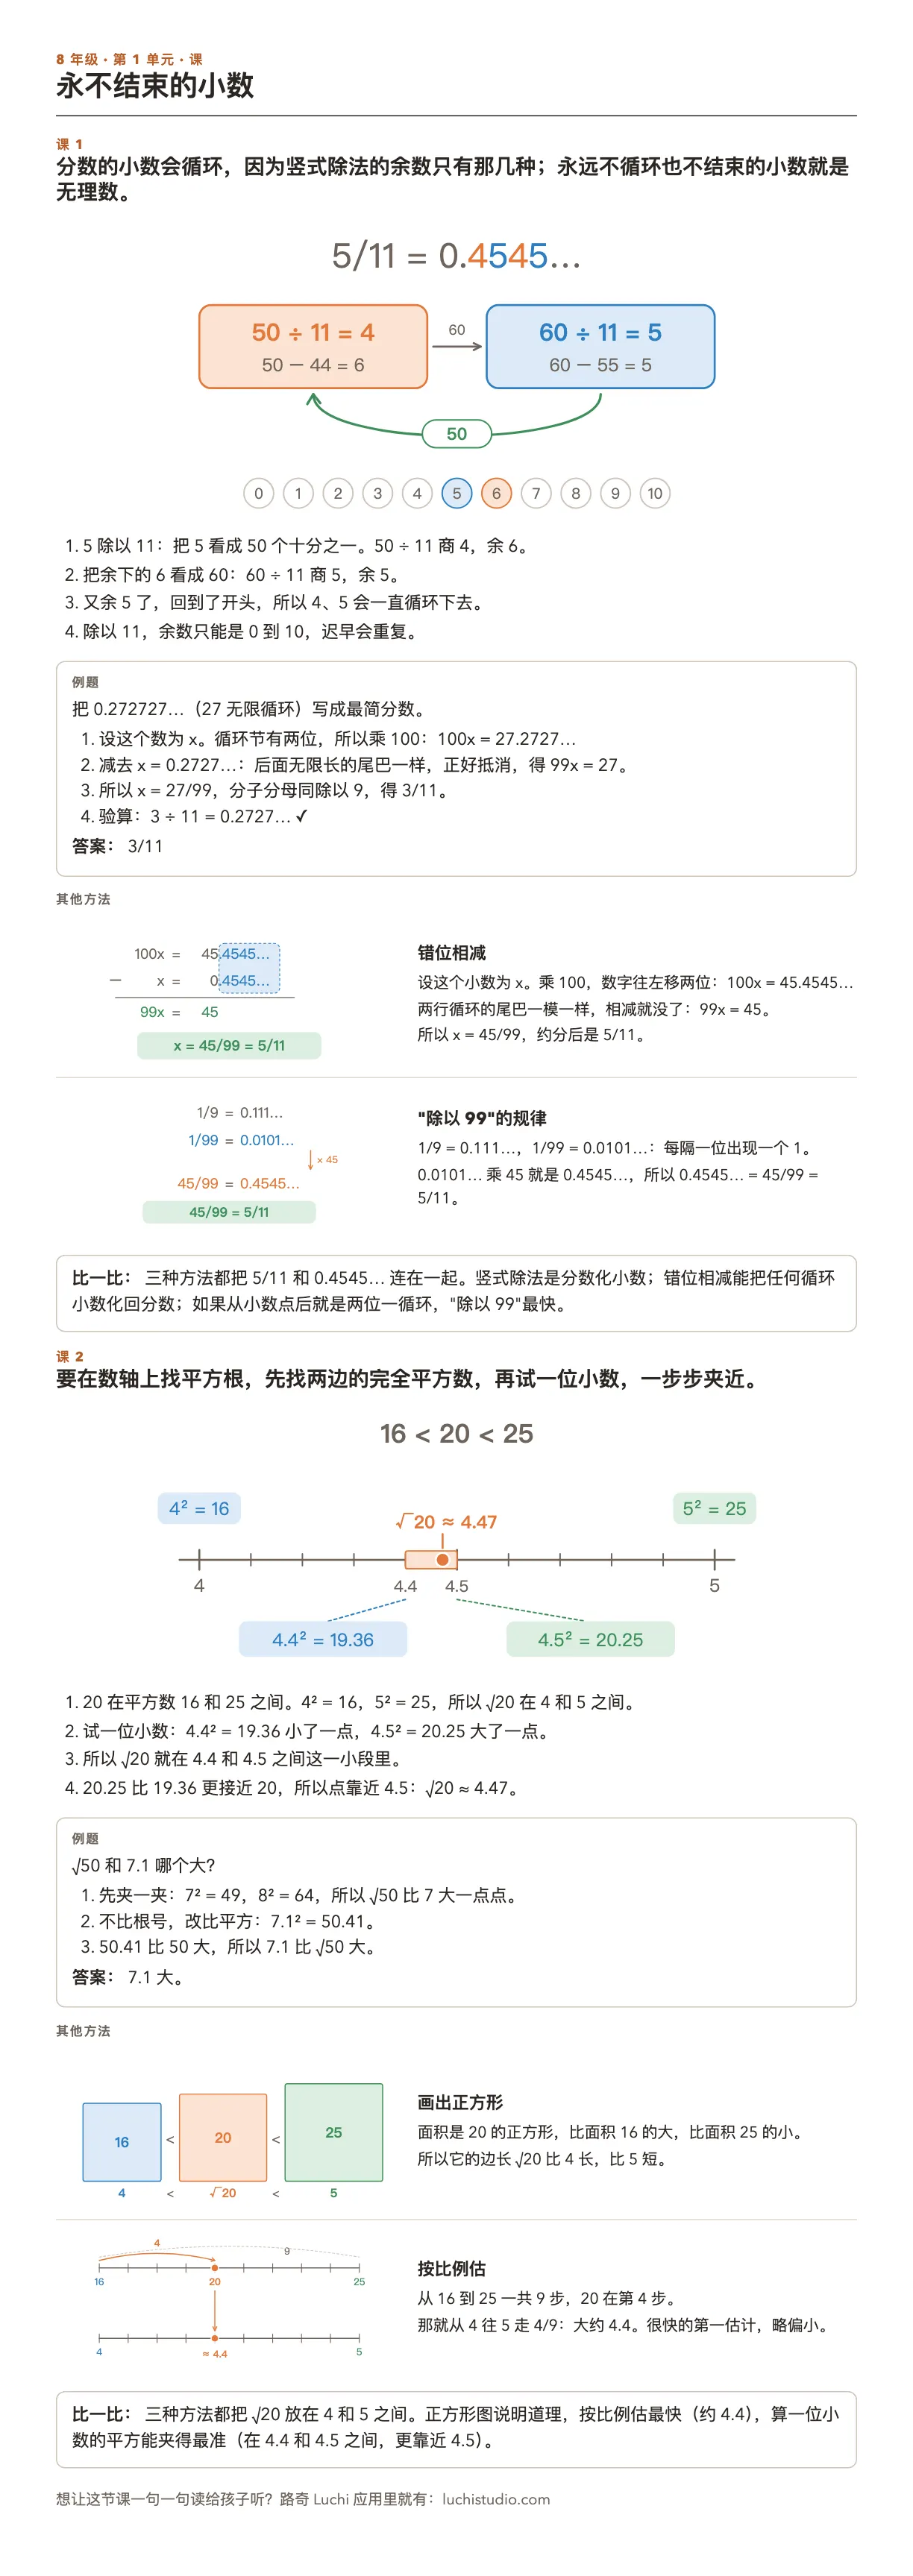 8 年级 · 第 1 单元 · 课
永不结束的小数
课 1
分数的小数会循环，因为竖式除法的余数只有那几种；永远不循环也不结束的小数就是
无理数。
5/11 = 0.4545…
50 ÷ 11 = 4
50 − 44 = 6
60
60 ÷ 11 = 5
60 − 55 = 5
50
0 1 2 3 4 5 6 7 8 9 10
1. 5 除以 11：把 5 看成 50 个十分之一。50 ÷ 11 商 4，余 6。
2. 把余下的 6 看成 60：60 ÷ 11 商 5，余 5。
3. 又余 5 了，回到了开头，所以 4、5 会一直循环下去。
4. 除以 11，余数只能是 0 到 10，迟早会重复。
例题
把 0.272727…（27 无限循环）写成最简分数。
1. 设这个数为 x。循环节有两位，所以乘 100：100x = 27.2727…
2. 减去 x = 0.2727…：后面无限长的尾巴一样，正好抵消，得 99x = 27。
3. 所以 x = 27/99，分子分母同除以 9，得 3/11。
4. 验算：3 ÷ 11 = 0.2727… ✓
答案： 3/11
其他方法
100x = 45.4545…
− x = 0.4545…
99x = 45
x = 45/99 = 5/11
错位相减
设这个小数为 x。乘 100，数字往左移两位：100x = 45.4545…
两行循环的尾巴一模一样，相减就没了：99x = 45。
所以 x = 45/99，约分后是 5/11。
1/9 = 0.111…
1/99 = 0.0101…
× 45
45/99 = 0.4545…
45/99 = 5/11
"除以 99"的规律
1/9 = 0.111…，1/99 = 0.0101…：每隔一位出现一个 1。
0.0101… 乘 45 就是 0.4545…，所以 0.4545… = 45/99 =
5/11。
比一比： 三种方法都把 5/11 和 0.4545… 连在一起。竖式除法是分数化小数；错位相减能把任何循环
小数化回分数；如果从小数点后就是两位一循环，"除以 99"最快。
课 2
要在数轴上找平方根，先找两边的完全平方数，再试一位小数，一步步夹近。
16 < 20 < 25
4² = 16
5² = 25
√20 ≈ 4.47
4 4.4 4.5 5
4.4² = 19.36
4.5² = 20.25
1. 20 在平方数 16 和 25 之间。4² = 16，5² = 25，所以 √20 在 4 和 5 之间。
2. 试一位小数：4.4² = 19.36 小了一点，4.5² = 20.25 大了一点。
3. 所以 √20 就在 4.4 和 4.5 之间这一小段里。
4. 20.25 比 19.36 更接近 20，所以点靠近 4.5：√20 ≈ 4.47。
例题
√50 和 7.1 哪个大？
1. 先夹一夹：7² = 49，8² = 64，所以 √50 比 7 大一点点。
2. 不比根号，改比平方：7.1² = 50.41。
3. 50.41 比 50 大，所以 7.1 比 √50 大。
答案： 7.1 大。
其他方法
16 < 20 < 25
4 < √20 < 5
画出正方形
面积是 20 的正方形，比面积 16 的大，比面积 25 的小。
所以它的边长 √20 比 4 长，比 5 短。
4 9
16 20 25
4 ≈ 4.4 5
按比例估
从 16 到 25 一共 9 步，20 在第 4 步。
那就从 4 往 5 走 4/9：大约 4.4。很快的第一估计，略偏小。
比一比： 三种方法都把 √20 放在 4 和 5 之间。正方形图说明道理，按比例估最快（约 4.4），算一位小
数的平方能夹得最准（在 4.4 和 4.5 之间，更靠近 4.5）。
想让这节课一句一句读给孩子听？路奇 Luchi 应用里就有：luchistudio.com